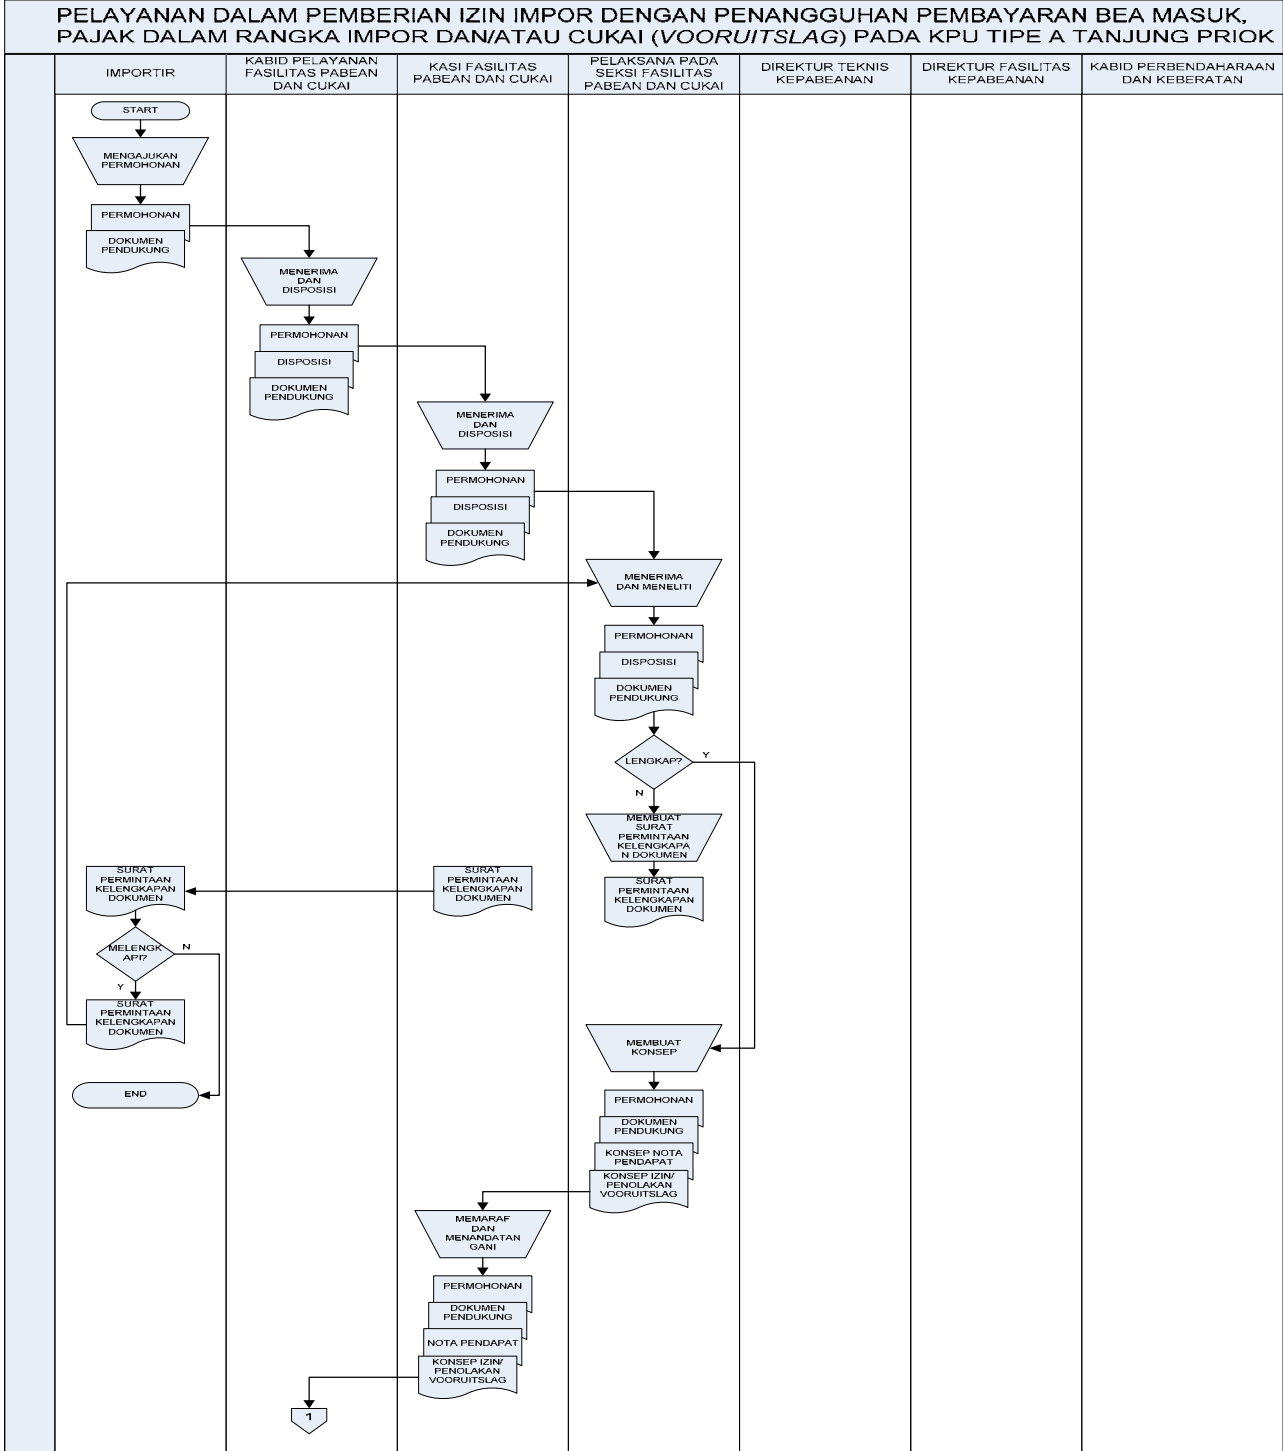 PELAYANAN DALAM PEMBERIAN IZIN IMPOR DENGAN PENANGGUHAN PEMBAYARAN BEA MASUK,
PAJAK DALAM RANGKA IMPOR DAN/ATAU CUKAI (VOORUITSLAG) PADA KPU TIPE A TANJUNG PRIOK
IMPORTIR
KABID PELAYANAN
FASILITAS PABEAN
DAN CUKAI
KASI FASILITAS
PABEAN DAN CUKAI
PELAKSANA PADA
SEKSI FASILITAS
PABEAN DAN CUKAI
DIREKTUR TEKNIS
KEPABEANAN
DIREKTUR FASILITAS
KEPABEANAN
KABID PERBENDAHARAAN
DAN KEBERATAN
START
MENGAJUKAN
PERMOHONAN
PERMOHONAN
DOKUMEN
PENDUKUNG
MENERIMA
DAN
DISPOSISI
PERMOHONAN
DISPOSISI
DOKUMEN
PENDUKUNG
MENERIMA
DAN
DISPOSISI
PERMOHONAN
DISPOSISI
DOKUMEN
PENDUKUNG
MENERIMA
DAN MENELITI
PERMOHONAN
DISPOSISI
DOKUMEN
PENDUKUNG
LENGKAP?
Y
N
MEMBUAT
SURAT
PERMINTAAN
KELENGKAPA
N DOKUMEN
SURAT
PERMINTAAN
KELENGKAPAN
DOKUMEN
SURAT
PERMINTAAN
KELENGKAPAN
DOKUMEN
SURAT
PERMINTAAN
KELENGKAPAN
DOKUMEN
MELENGK
API?
N
Y
SURAT
PERMINTAAN
KELENGKAPAN
DOKUMEN
END
MEMBUAT
KONSEP
PERMOHONAN
DOKUMEN
PENDUKUNG
KONSEP NOTA
PENDAPAT
KONSEP IZIN/
PENOLAKAN
VOORUITSLAG
MEMARAF
DAN
MENANDATAN
GANI
PERMOHONAN
DOKUMEN
PENDUKUNG
NOTA PENDAPAT
KONSEP IZIN/
PENOLAKAN
VOORUITSLAG
1